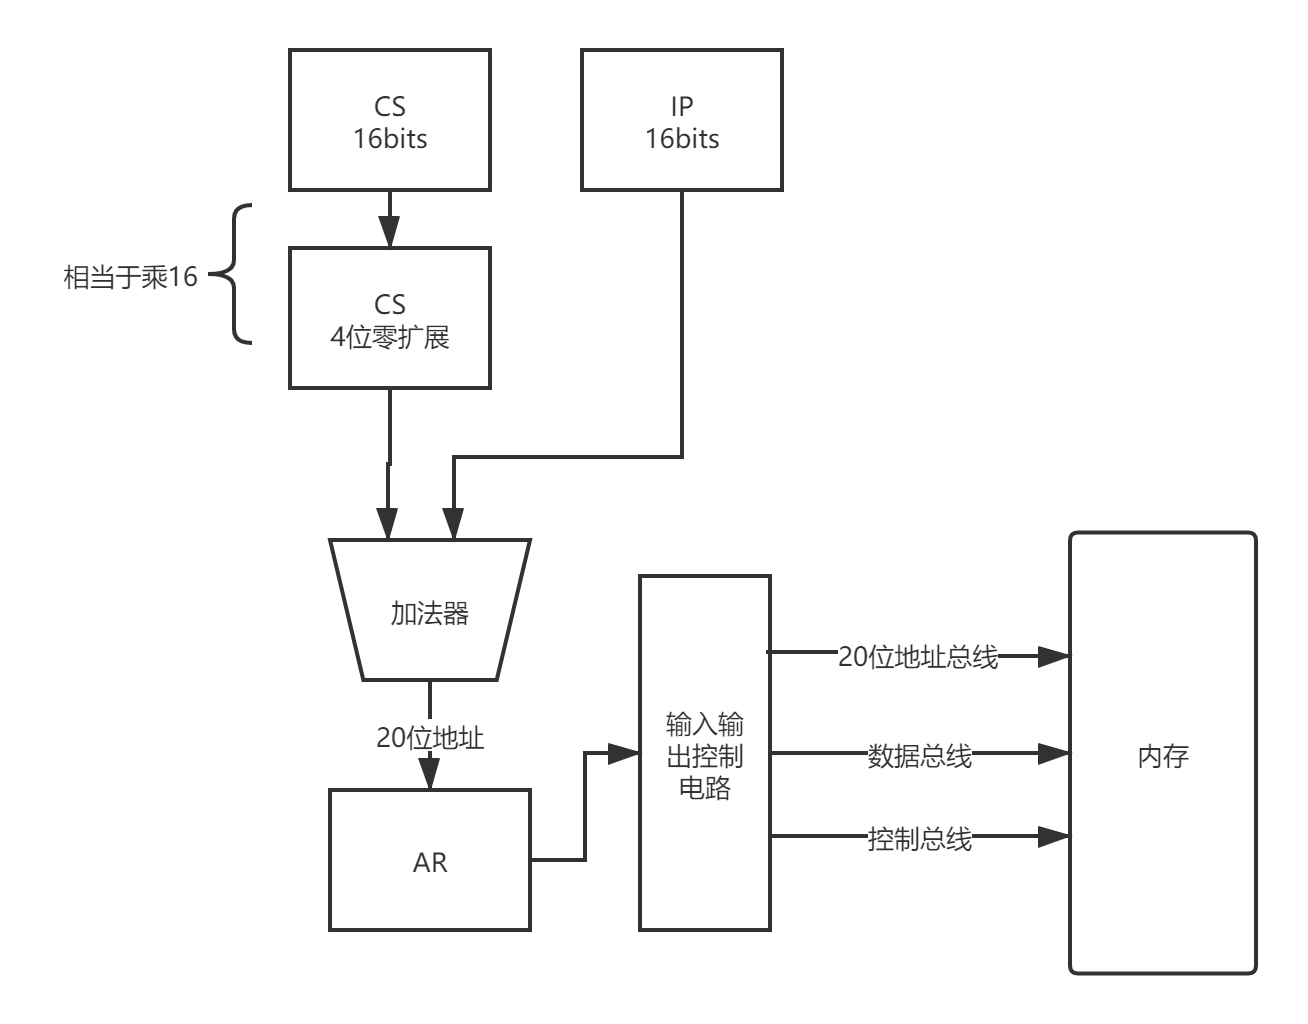 CS
16bits
IP
16bits
相当于乘16
CS
4位零扩展
加法器
20位地址
AR
输入输
出控制
电路
20位地址总线
数据总线
控制总线
内存